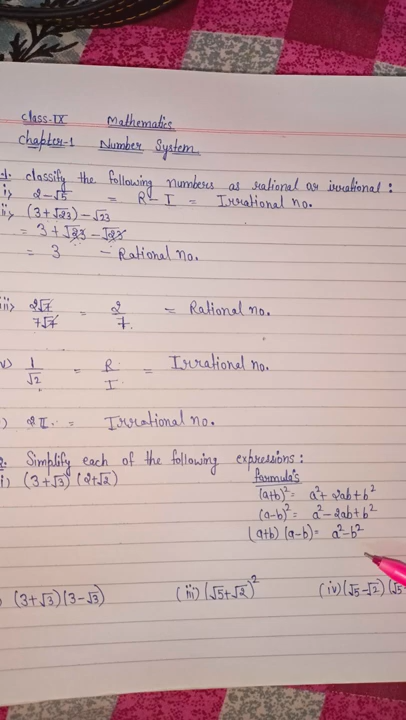 Class-IX Mathematics
Chapter-1 Number System
1. Classify the following numbers as rational or irrational :
i) 2-√5 = R-I = Irrational no.
ii) (3+√23)-√23
= 3+√23-√23
= 3 - Rational no.
iii) 2√7/7√7 = 2/7 = Rational no.
v) 1/√2 = R/I = Irrational no.
) 2π = Irrational no.
2. Simplify each of the following expressions :
i) (3+√3)(2+√2)
formula's
(a+b)² = a²+2ab+b²
(a-b)² = a²-2ab+b²
(a+b)(a-b) = a²-b²
) (3+√3)(3-√3) (iii) (√5+√2)² (iv) (√5-√2)(√5